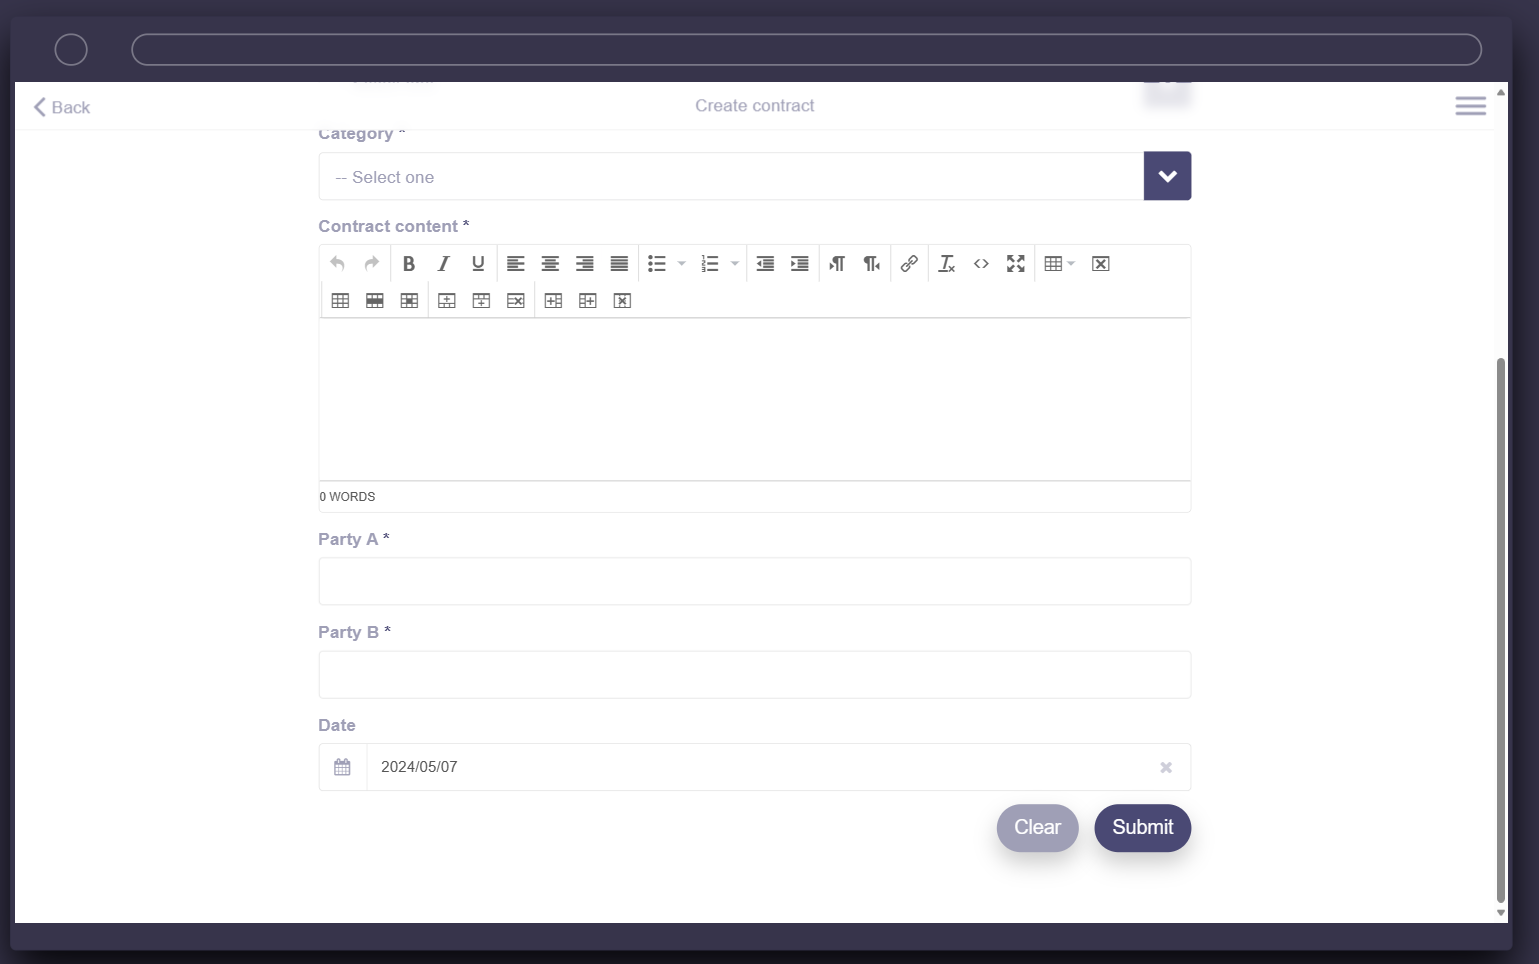 Back
Create contract
Category *
-- Select one
Contract content *
0 WORDS
Party A *
Party B *
Date
2024/05/07
Clear
Submit